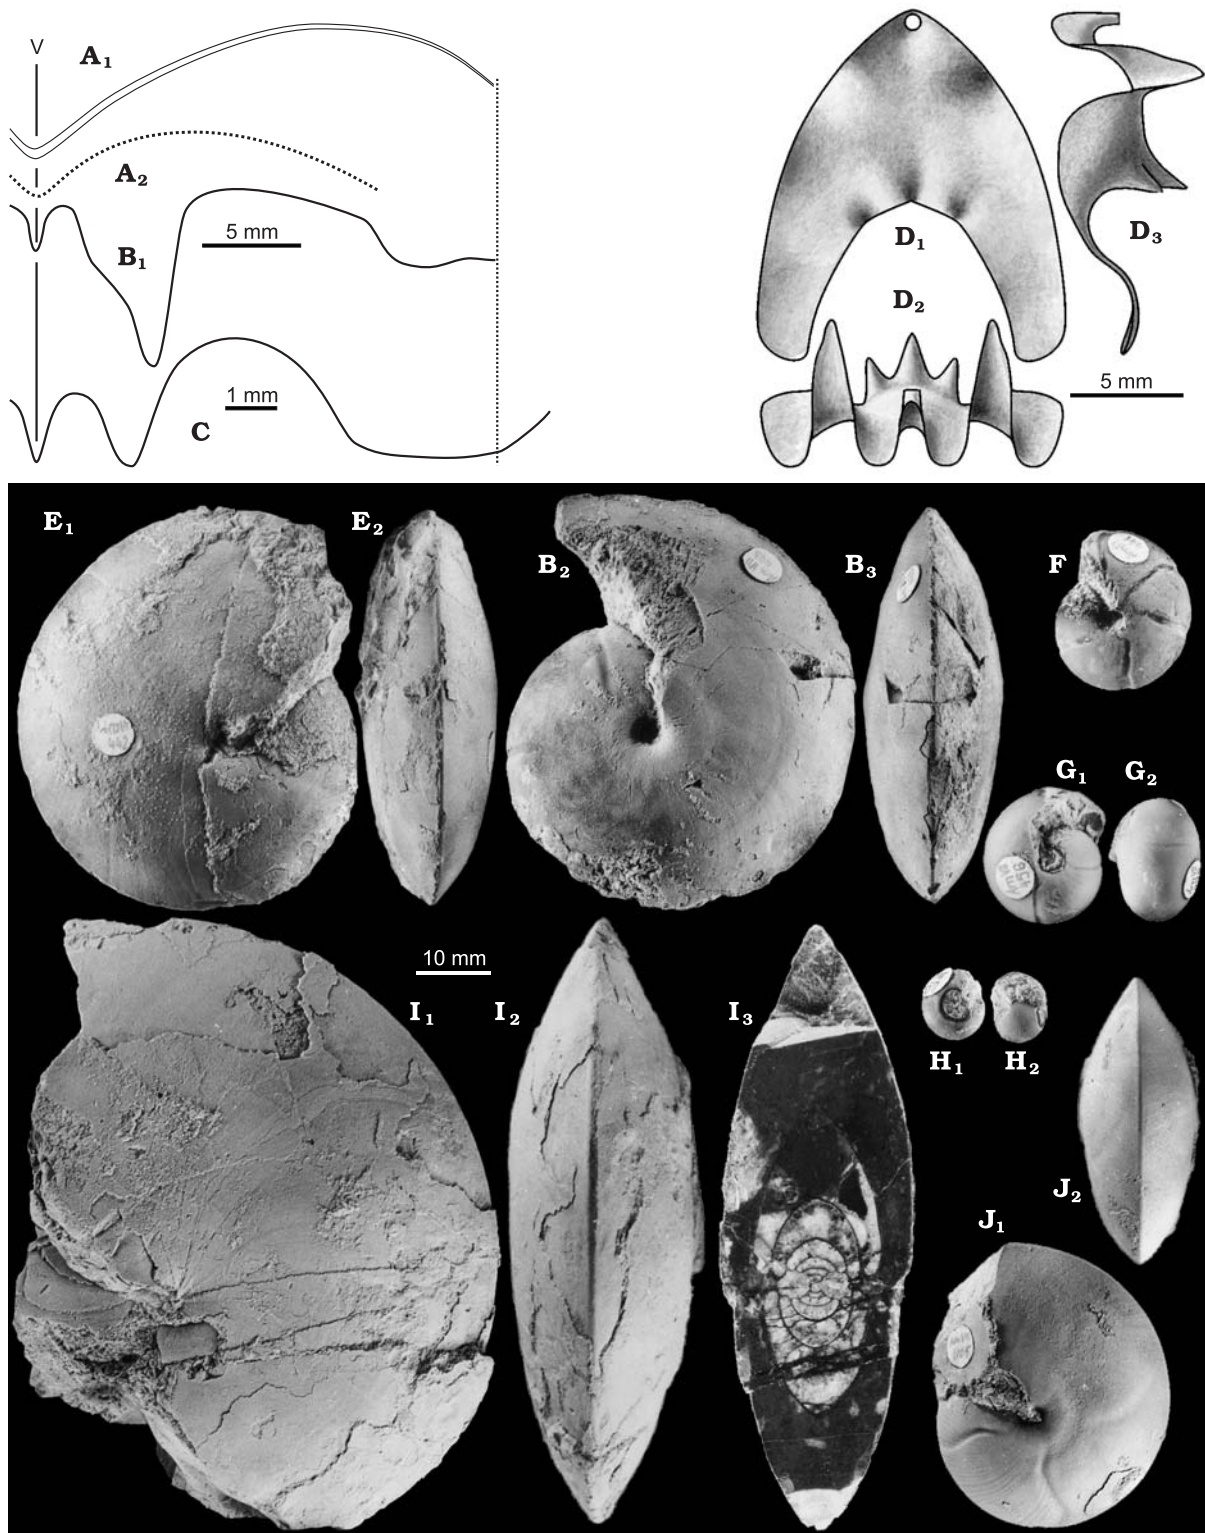 V
A₁
A₂
B₁
5 mm
1 mm
C
D₁
D₂
D₃
5 mm
E₁
E₂
B₂
B₃
F
G₁
G₂
10 mm
I₁
I₂
I₃
H₁
H₂
J₂
J₁